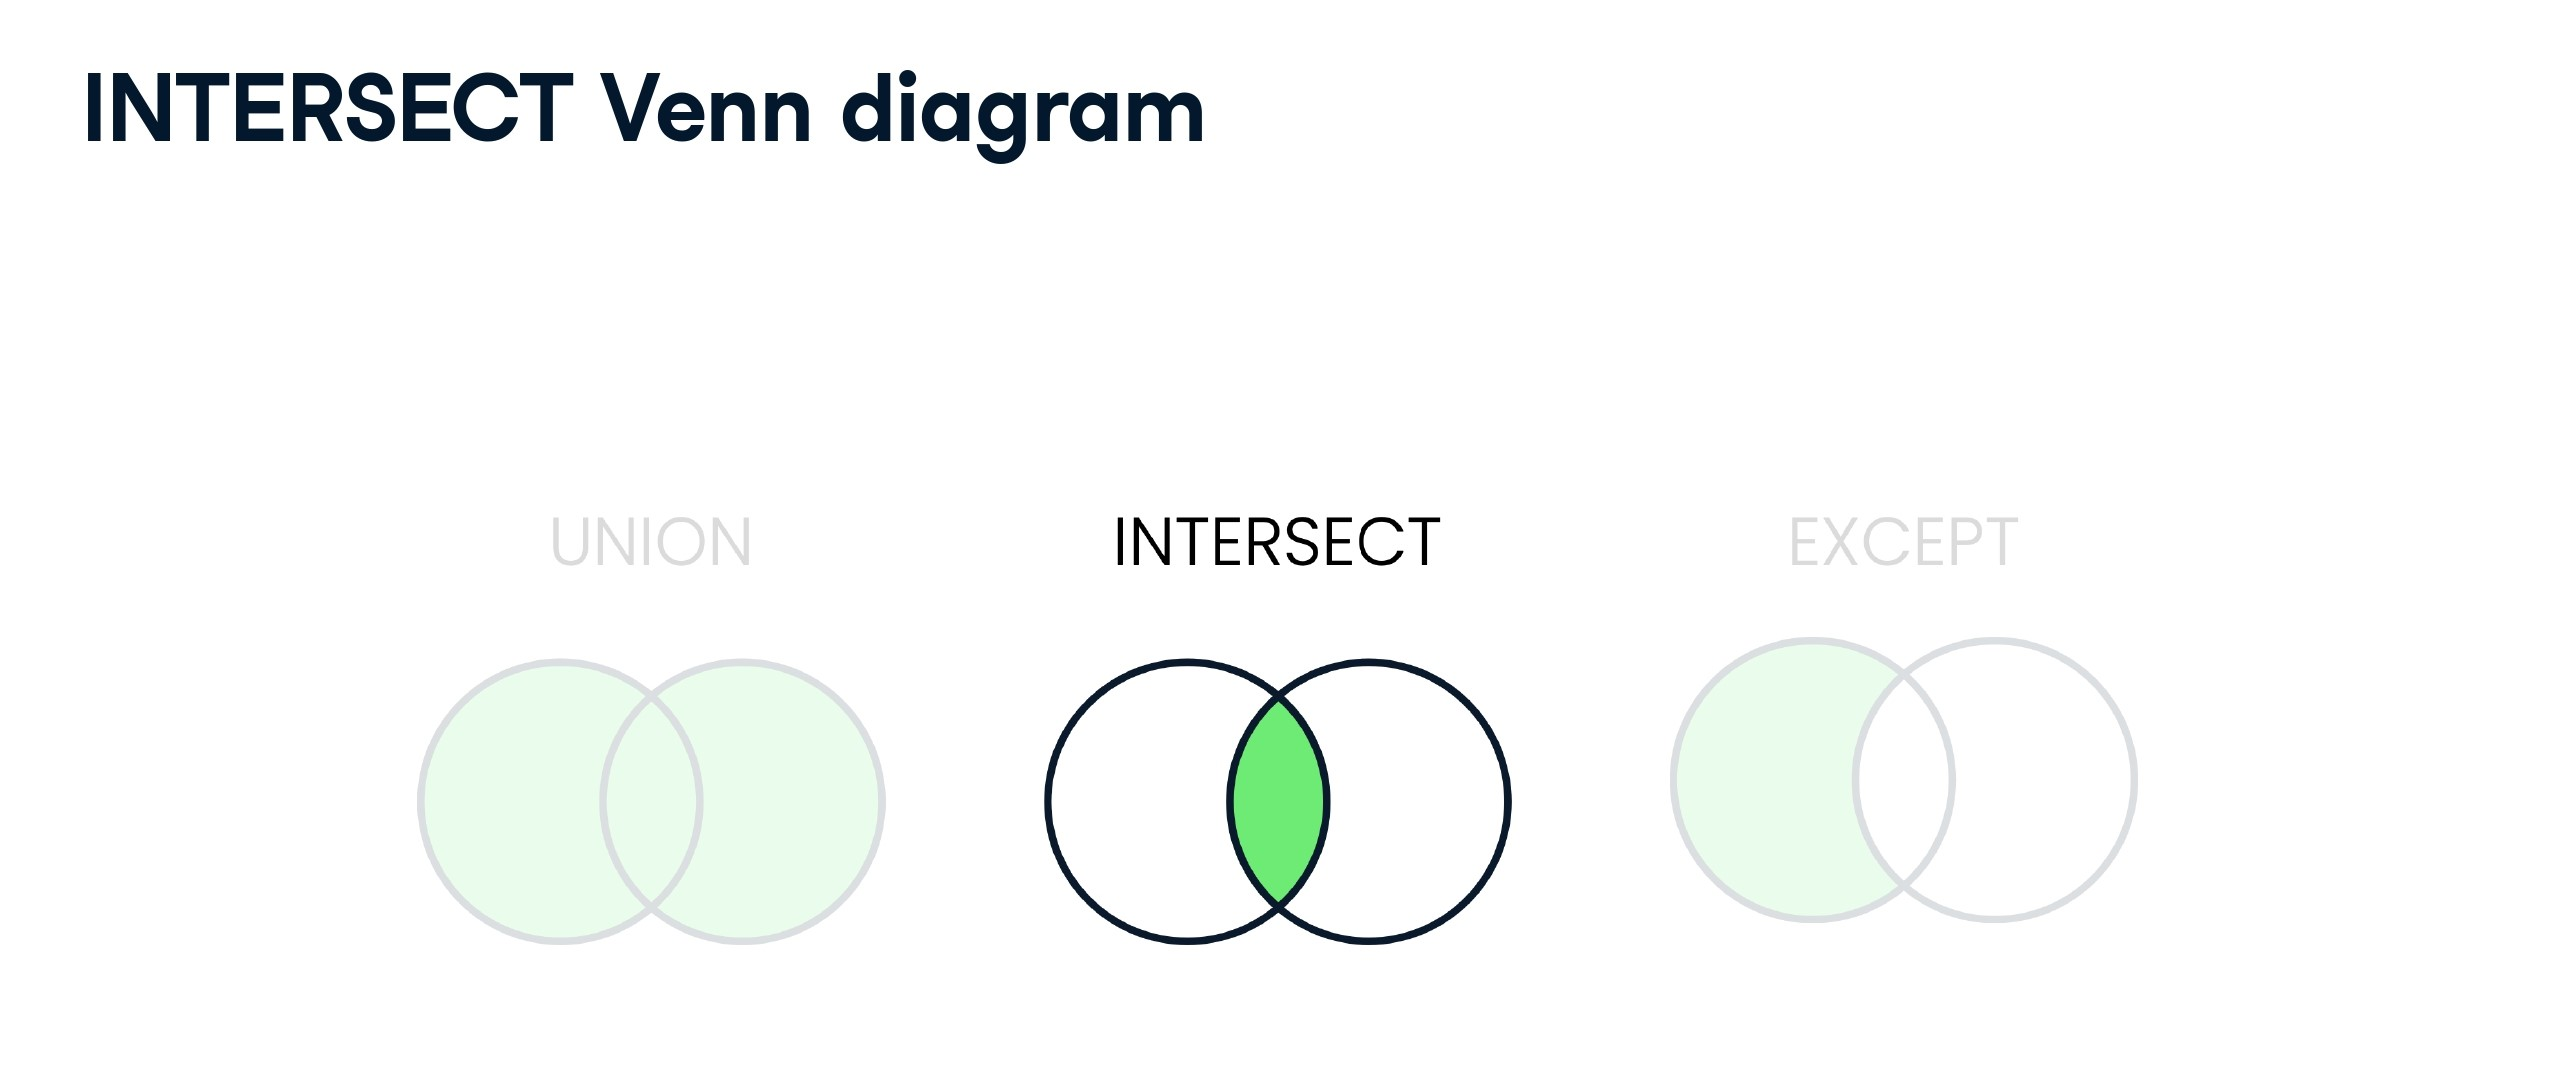 INTERSECT Venn diagram
UNION
INTERSECT
EXCEPT